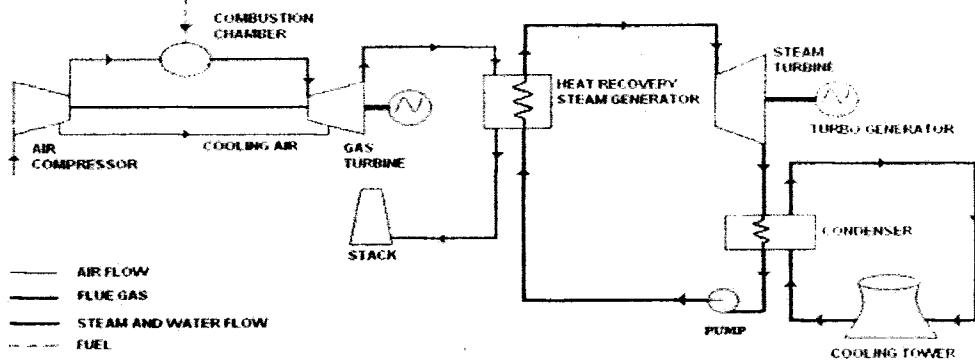 COMBUSTION
CHAMBER
AIR
COMPRESSOR
COOLING AIR
GAS
TURBINE
HEAT RECOVERY
STEAM GENERATOR
STEAM
TURBINE
TURBO GENERATOR
STACK
CONDENSER
PUMP
COOLING TOWER
AIR FLOW
FLUE GAS
STEAM AND WATER FLOW
FUEL